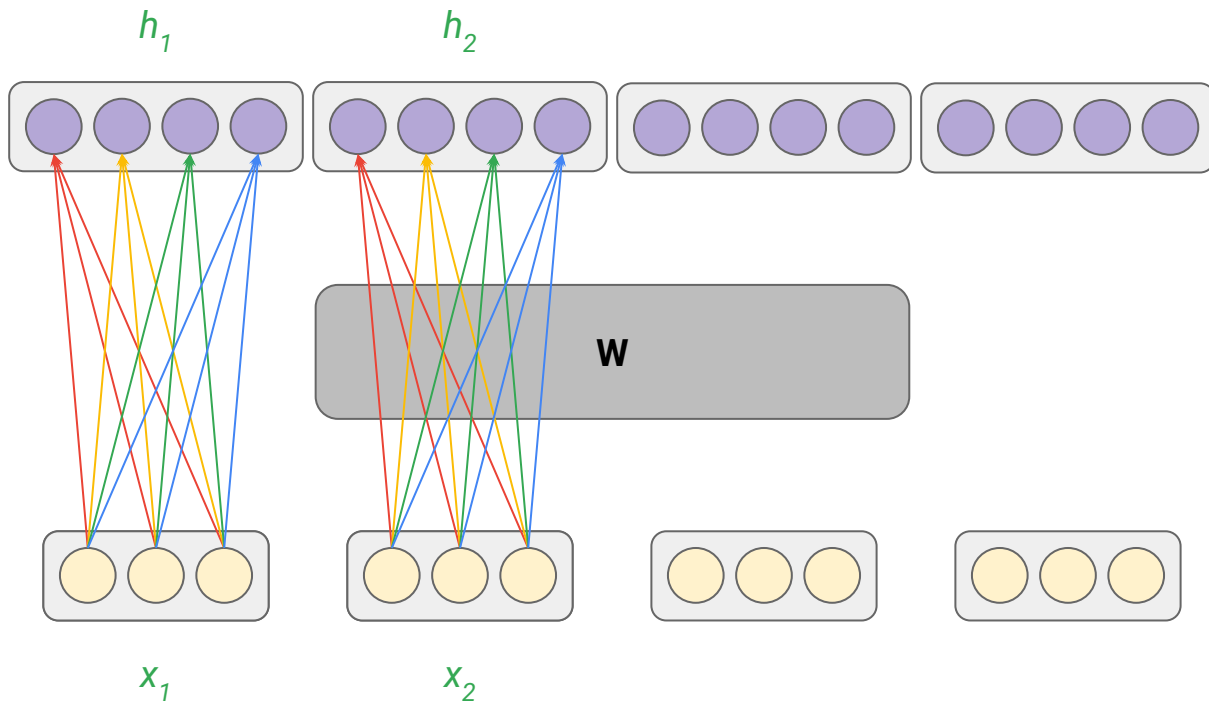 h₁ h₂
W
x₁ x₂